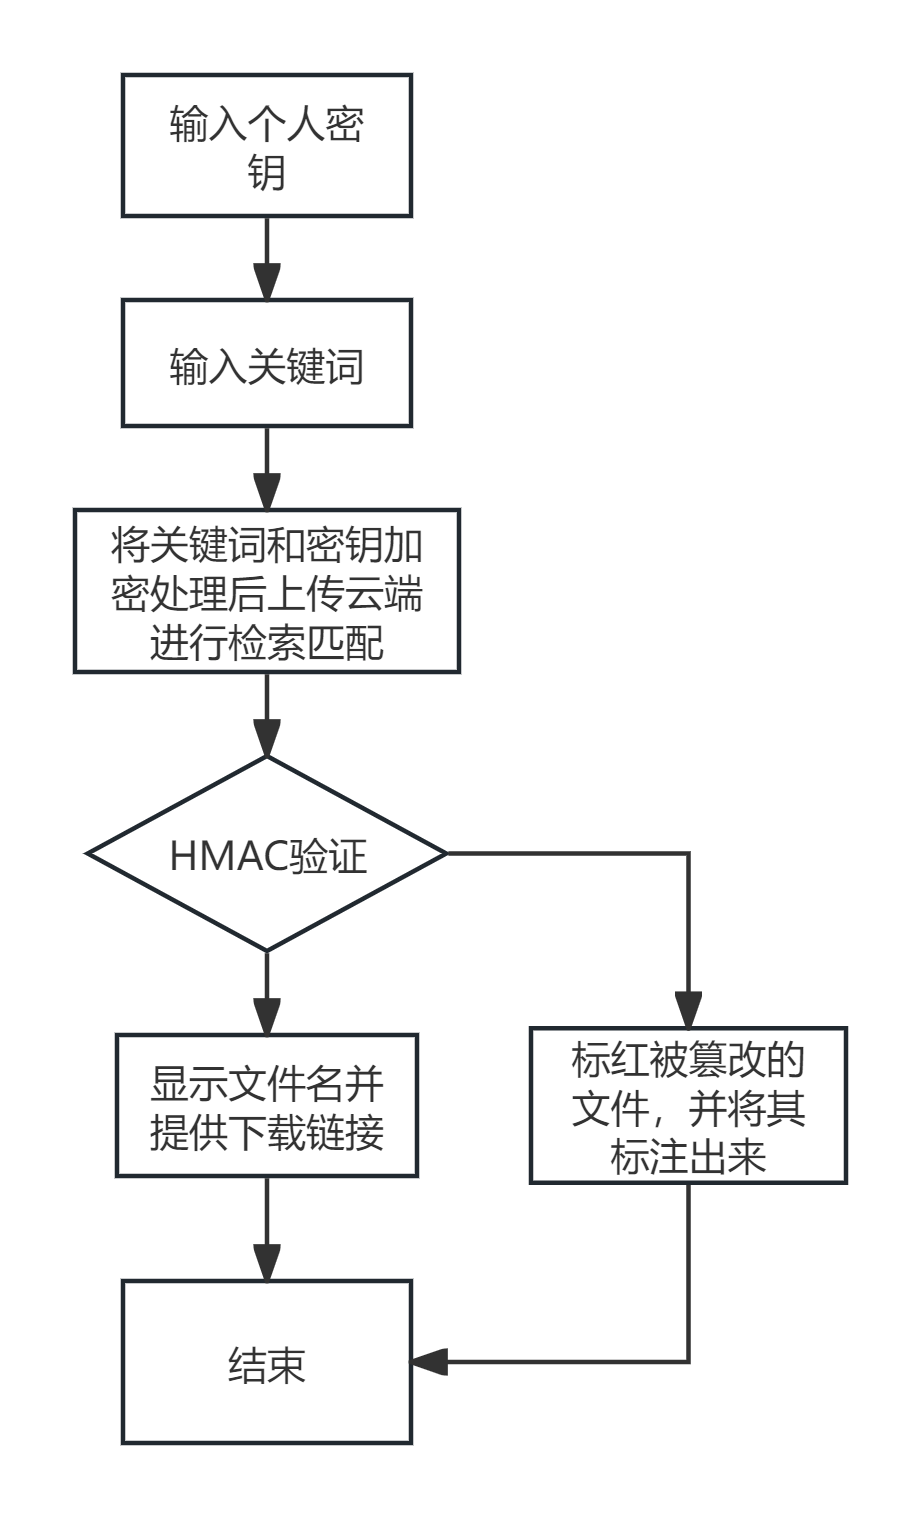 输入个人密
钥
输入关键词
将关键词和密钥加
密处理后上传云端
进行检索匹配
HMAC验证
显示文件名并
提供下载链接
标红被篡改的
文件，并将其
标注出来
结束